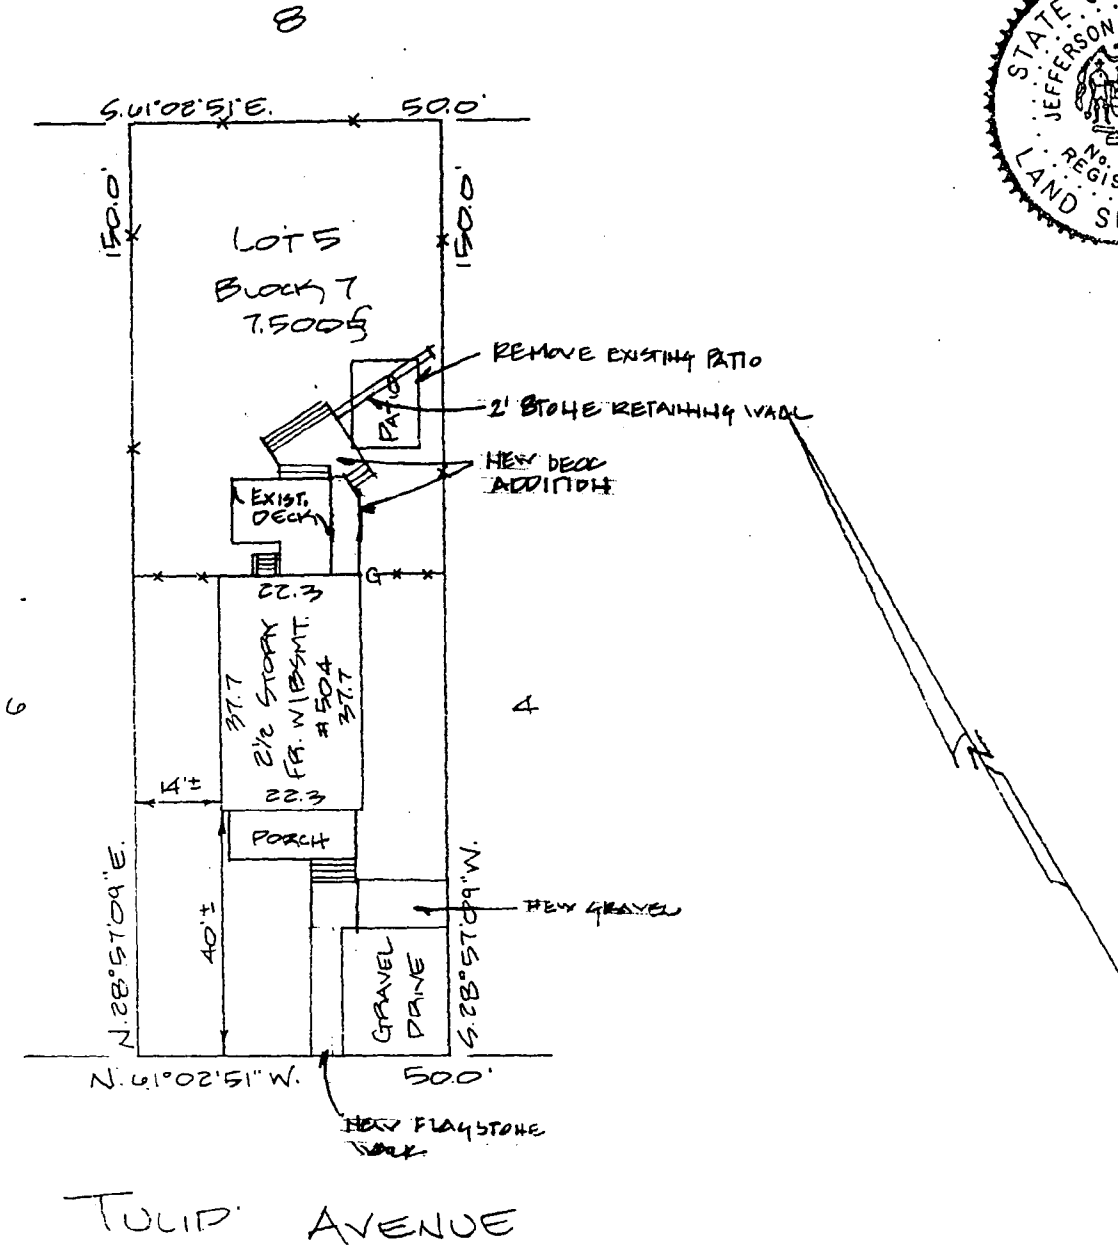 8
STATE
JEFFERSON
No.
REGIS
LAND S
S.61°02'51"E. 50.0'
150.0'
150.0'
LOT 5
BLOCK 7
7,500
REMOVE EXISTING PATIO
PATIO
2' STONE RETAINING WALL
NEW DECK
ADDITION
EXIST.
DECK
G
22.3
37.7
2½ STORY
FR. W/BSMT.
#504
37.7
22.3
6
4
N
14'±
PORCH
40'±
N.28°57'09"E.
S.28°57'09"W.
NEW GRAVEL
GRAVEL
DRIVE
N.61°02'51"W. 50.0'
NEW FLAGSTONE
WALK
TULIP AVENUE